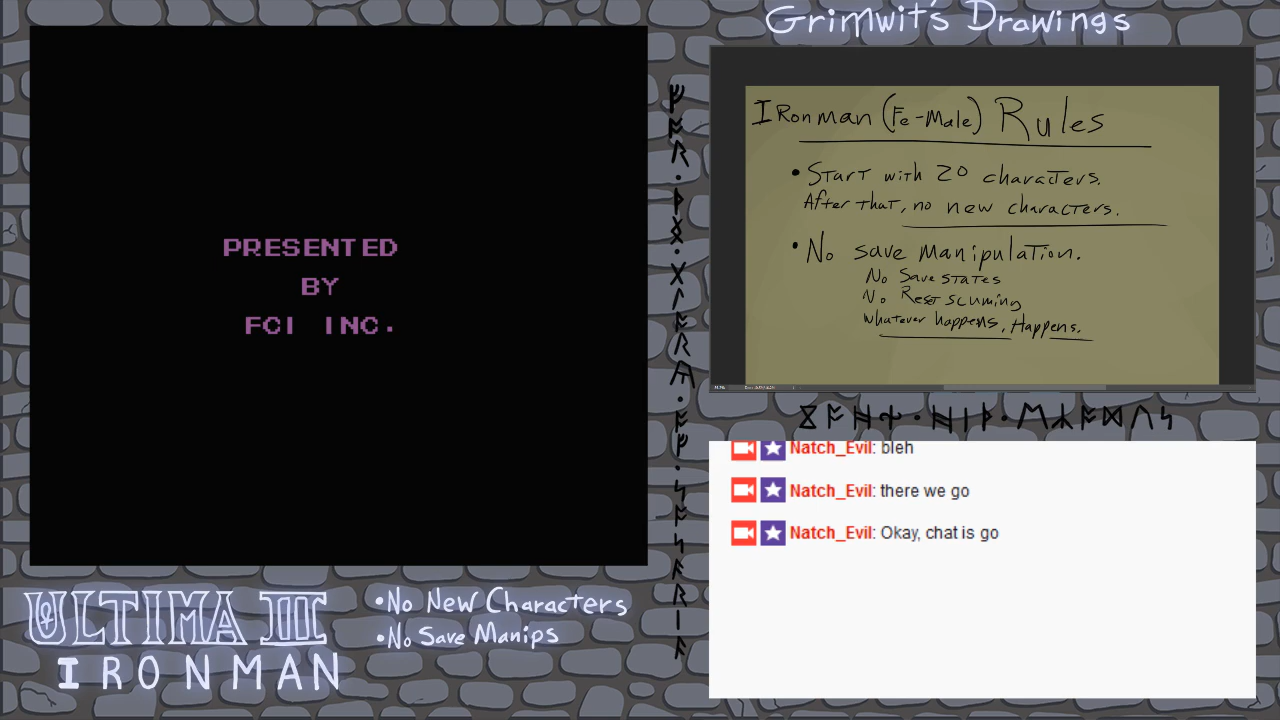 PRESENTED
BY
FCI INC.
Grimwit's Drawings
Ironman (Fe-Male) Rules
• Start with 20 characters.
After that, no new characters.
• No save manipulation.
No Save states
No Reset scuming
Whatever happens, Happens.
Natch_Evil: bleh
Natch_Evil: there we go
Natch_Evil: Okay, chat is go
ULTIMA III
IRONMAN
•No New Characters
•No Save Manips